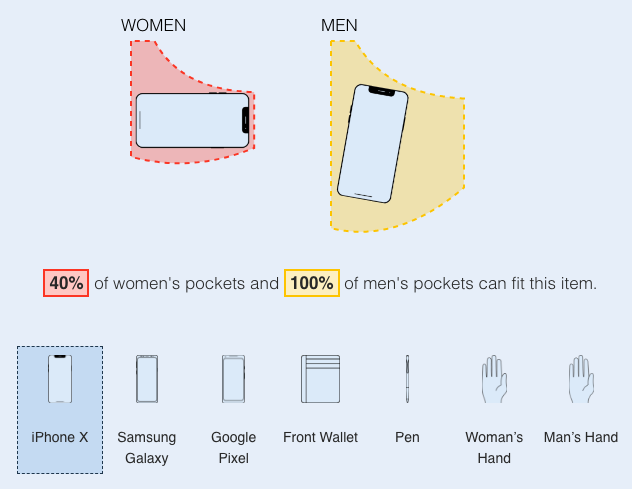 WOMEN MEN
40% of women's pockets and 100% of men's pockets can fit this item.
iPhone X
Samsung Galaxy
Google Pixel
Front Wallet
Pen
Woman’s Hand
Man’s Hand